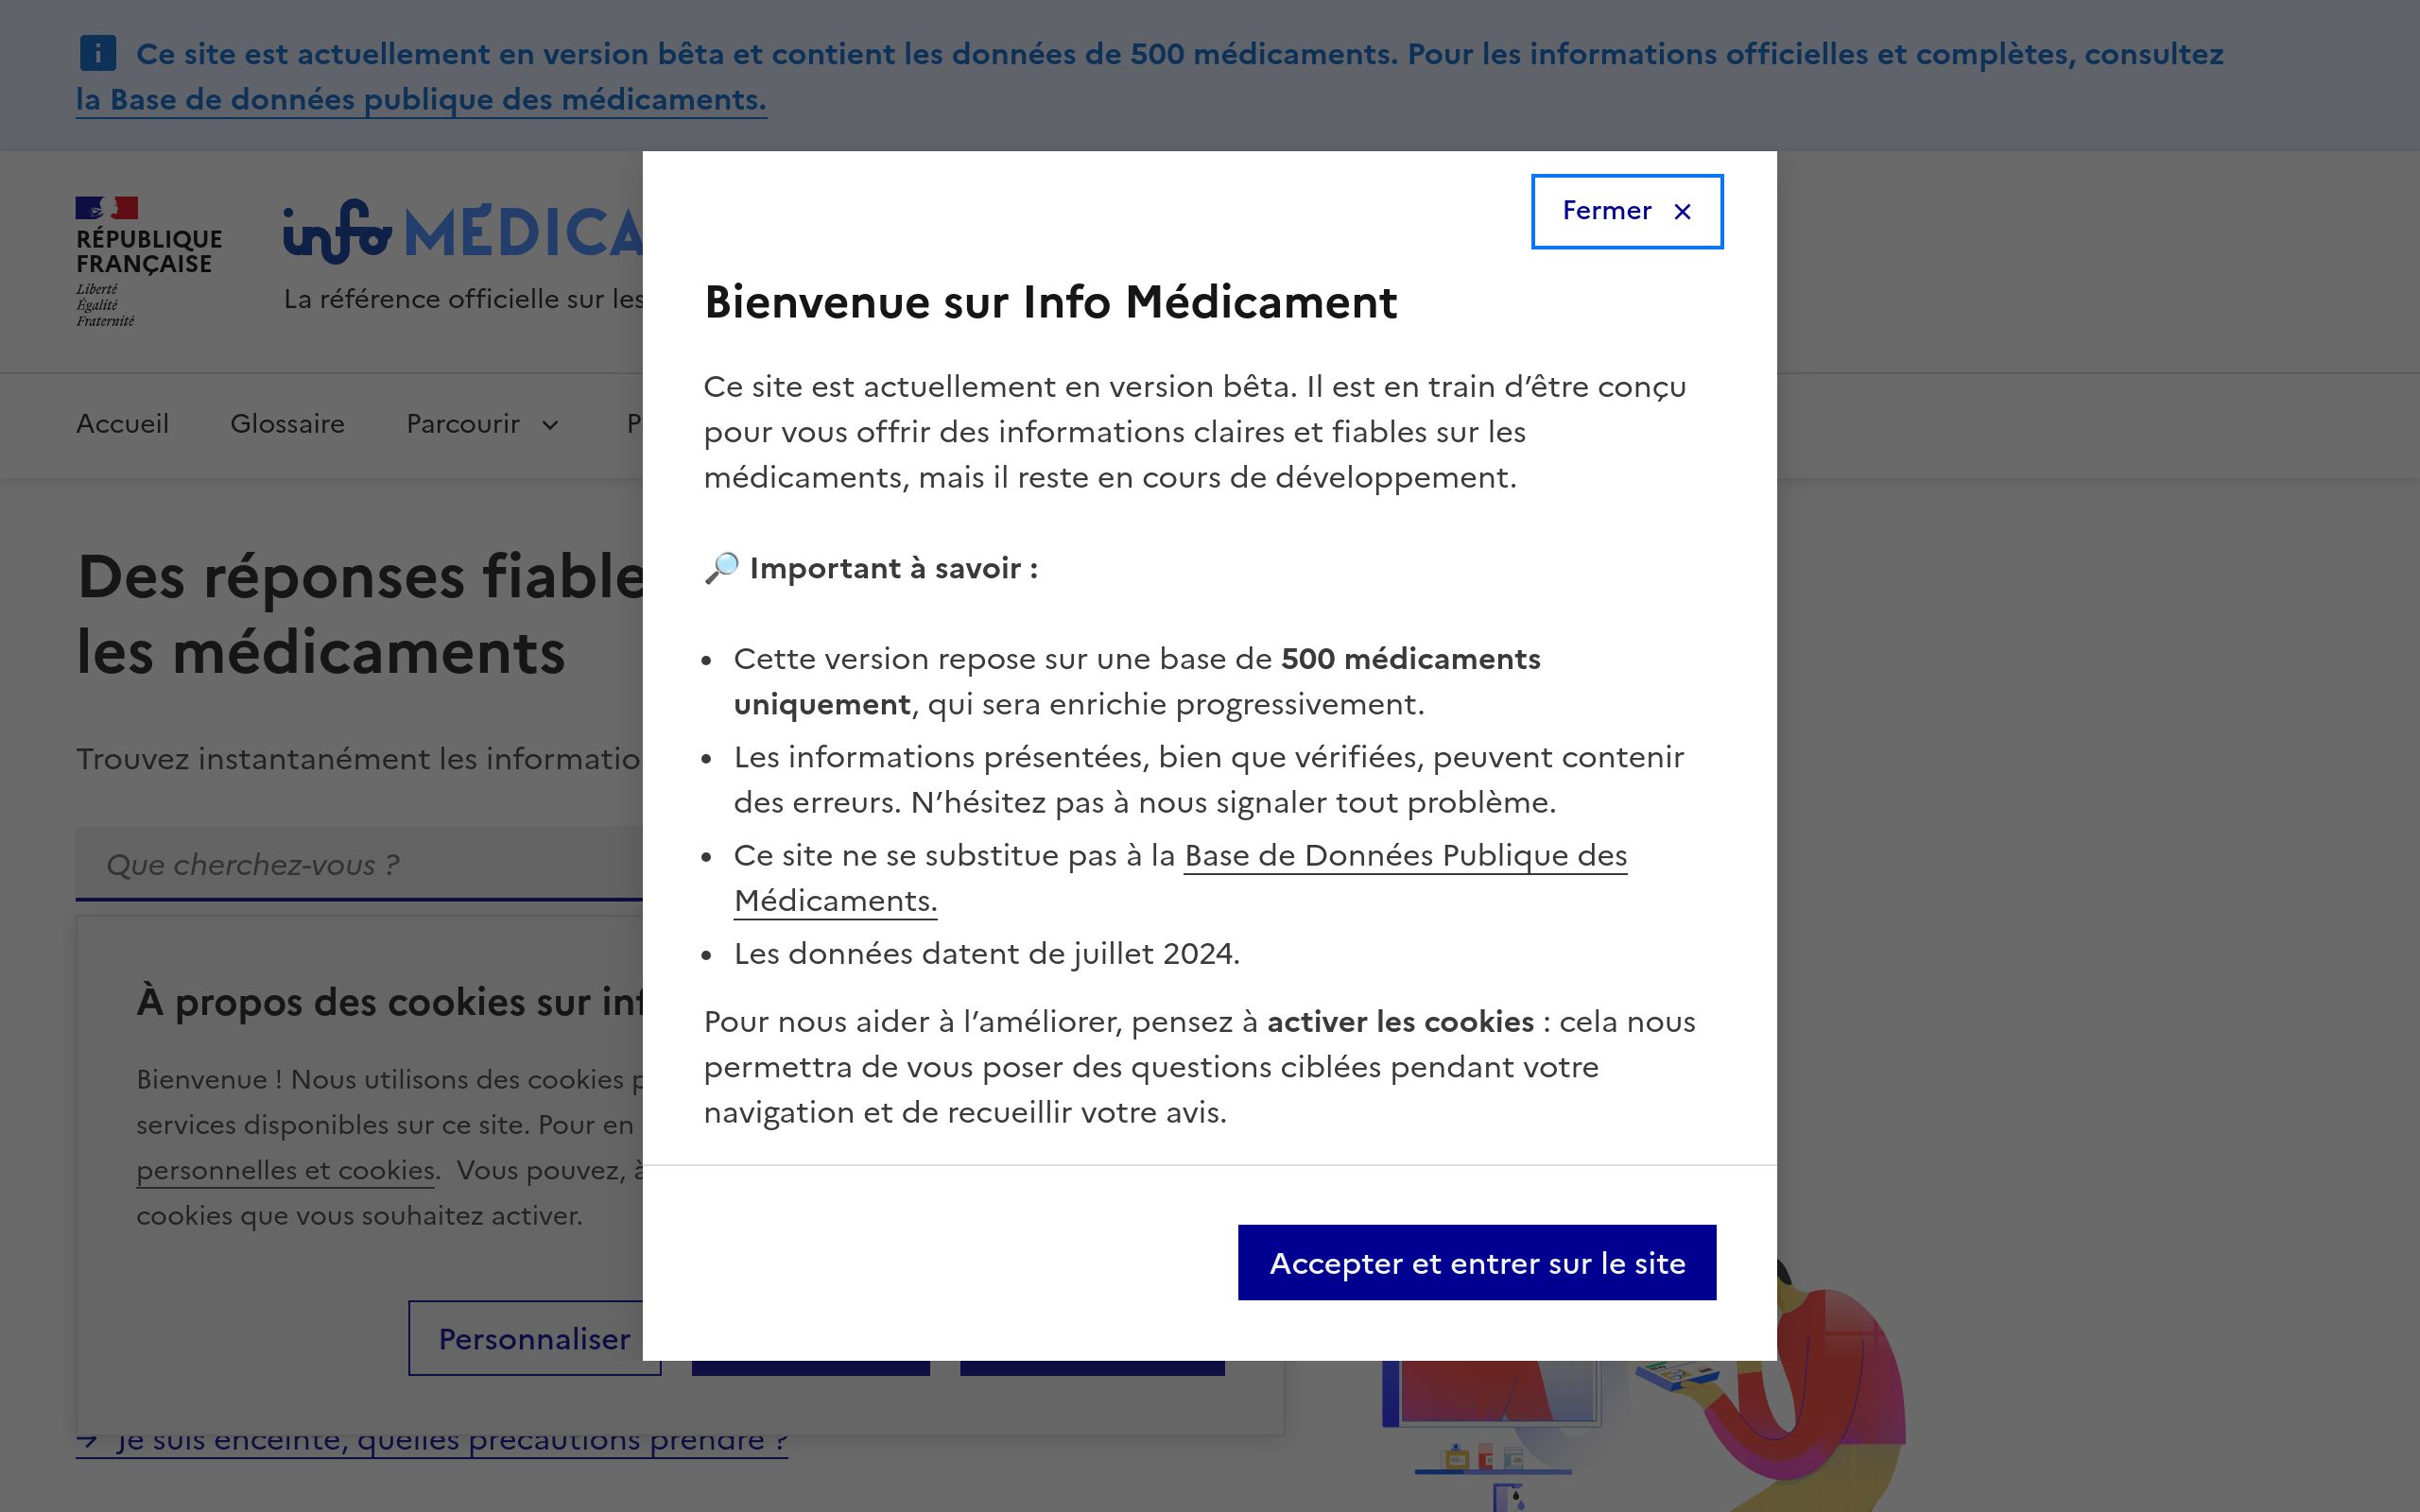 Ce site est actuellement en version bêta et contient les données de 500 médicaments. Pour les informations officielles et complètes, consultez
la Base de données publique des médicaments.
RÉPUBLIQUE
FRANÇAISE
Liberté
Égalité
Fraternité
info MÉDICA
La référence officielle sur les
Accueil
Glossaire
Parcourir
P
Des réponses fiable
les médicaments
Trouvez instantanément les informatio
Que cherchez-vous ?
À propos des cookies sur inf
Bienvenue ! Nous utilisons des cookies p
services disponibles sur ce site. Pour en
personnelles et cookies. Vous pouvez, à
cookies que vous souhaitez activer.
Personnaliser
→ Je suis enceinte, quelles précautions prendre ?
Fermer ×
Bienvenue sur Info Médicament
Ce site est actuellement en version bêta. Il est en train d’être conçu
pour vous offrir des informations claires et fiables sur les
médicaments, mais il reste en cours de développement.
🔎 Important à savoir :
• Cette version repose sur une base de 500 médicaments
uniquement, qui sera enrichie progressivement.
• Les informations présentées, bien que vérifiées, peuvent contenir
des erreurs. N’hésitez pas à nous signaler tout problème.
• Ce site ne se substitue pas à la Base de Données Publique des
Médicaments.
• Les données datent de juillet 2024.
Pour nous aider à l’améliorer, pensez à activer les cookies : cela nous
permettra de vous poser des questions ciblées pendant votre
navigation et de recueillir votre avis.
Accepter et entrer sur le site